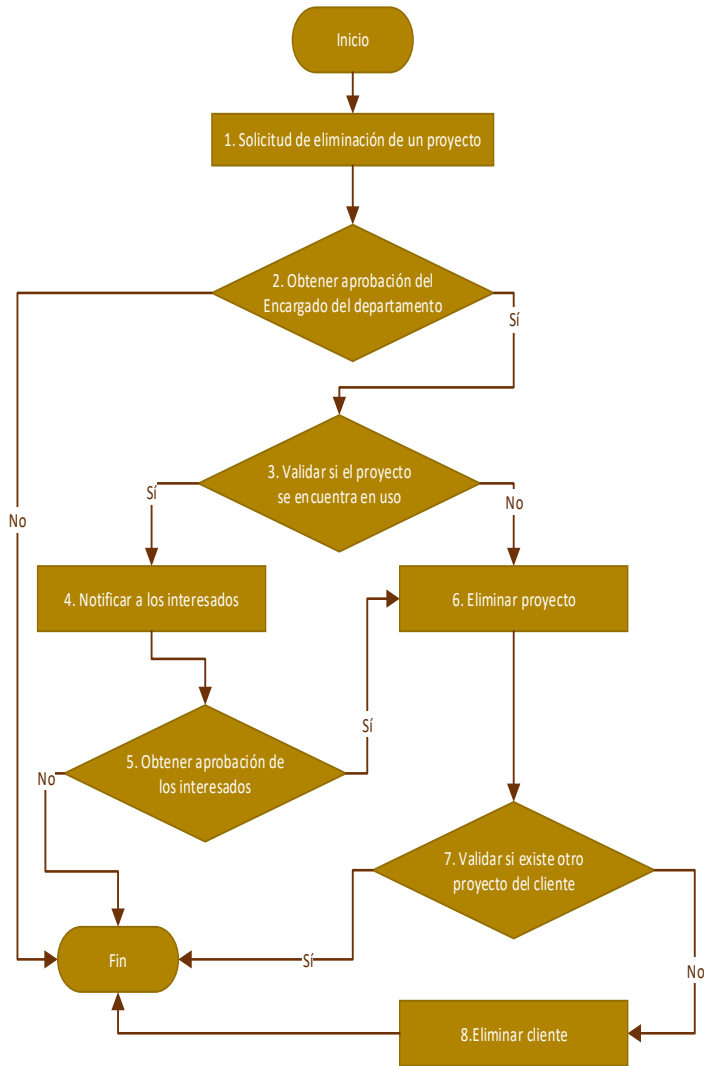 Inicio
1. Solicitud de eliminación de un proyecto
2. Obtener aprobación del
Encargado del departamento
Sí
3. Validar si el proyecto
se encuentra en uso
Sí
No
No
4. Notificar a los interesados
6. Eliminar proyecto
Sí
5. Obtener aprobación de
los interesados
No
7. Validar si existe otro
proyecto del cliente
Fin
Sí
No
8.Eliminar cliente